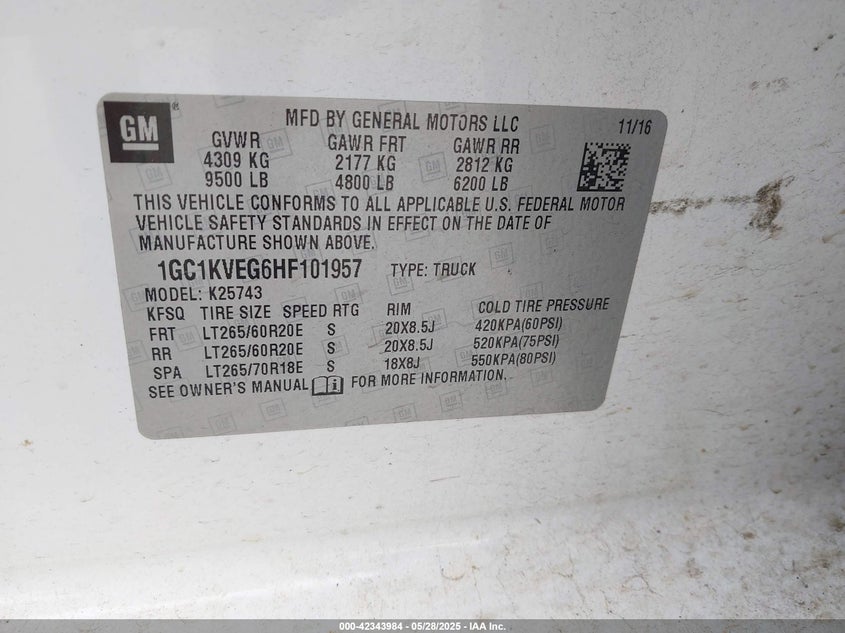 GM ®
MFD BY GENERAL MOTORS LLC 11/16
GVWR GAWR FRT GAWR RR
4309 KG 2177 KG 2812 KG
9500 LB 4800 LB 6200 LB
THIS VEHICLE CONFORMS TO ALL APPLICABLE U.S. FEDERAL MOTOR
VEHICLE SAFETY STANDARDS IN EFFECT ON THE DATE OF
MANUFACTURE SHOWN ABOVE.
1GC1KVEG6HF101957 TYPE: TRUCK
MODEL: K25743
KFSQ TIRE SIZE SPEED RTG RIM COLD TIRE PRESSURE
FRT LT265/60R20E S 20X8.5J 420KPA(60PSI)
RR LT265/60R20E S 20X8.5J 520KPA(75PSI)
SPA LT265/70R18E S 18X8J 550KPA(80PSI)
SEE OWNER'S MANUAL FOR MORE INFORMATION.
000-42343984 - 05/28/2025 - IAA Inc.